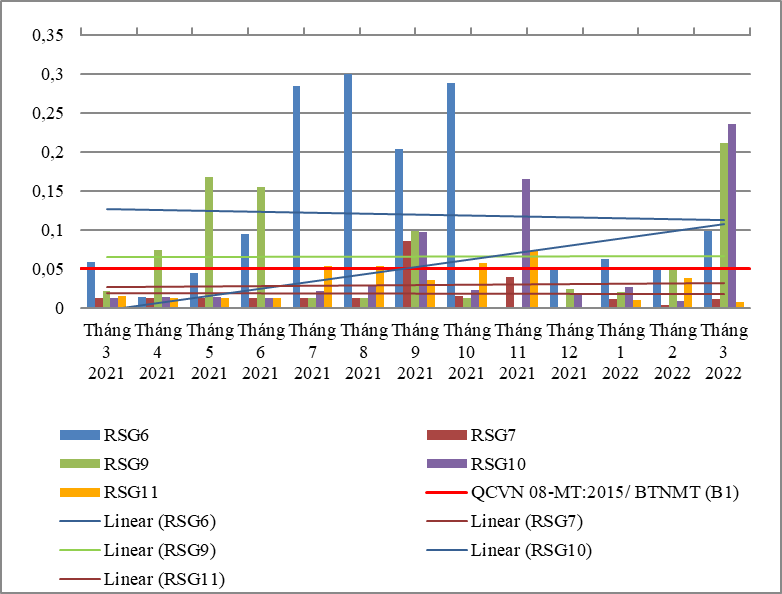 0,35
0,3
0,25
0,2
0,15
0,1
0,05
0
Tháng Tháng Tháng Tháng Tháng Tháng Tháng Tháng Tháng Tháng Tháng Tháng Tháng
3 4 5 6 7 8 9 10 11 12 1 2 3
2021 2021 2021 2021 2021 2021 2021 2021 2021 2021 2022 2022 2022
RSG6 RSG7
RSG9 RSG10
RSG11 QCVN 08-MT:2015/ BTNMT (B1)
Linear (RSG6) Linear (RSG7)
Linear (RSG9) Linear (RSG10)
Linear (RSG11)